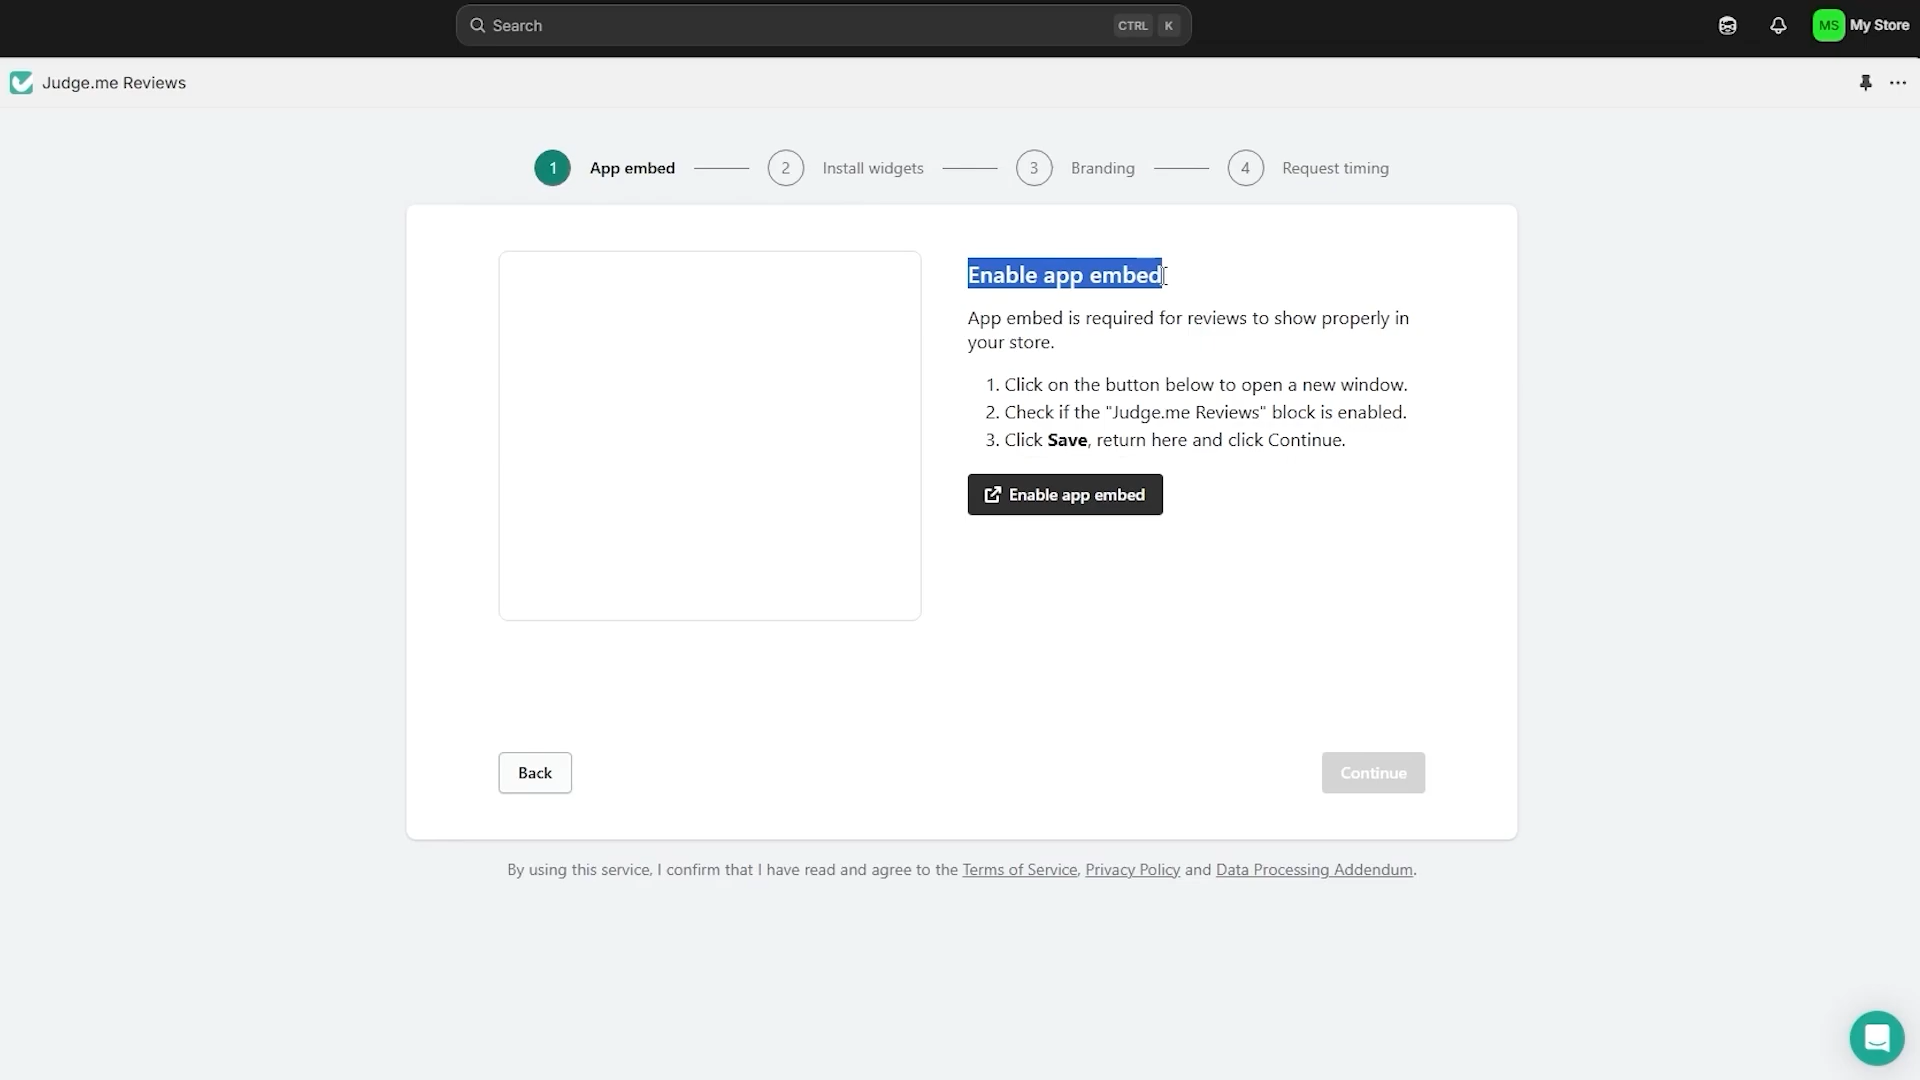 Search
CTRL K
MS My Store
Judge.me Reviews
1 App embed 2 Install widgets 3 Branding 4 Request timing
Enable app embed
App embed is required for reviews to show properly in
your store.
1. Click on the button below to open a new window.
2. Check if the "Judge.me Reviews" block is enabled.
3. Click Save, return here and click Continue.
Enable app embed
Back
Continue
By using this service, I confirm that I have read and agree to the Terms of Service, Privacy Policy and Data Processing Addendum.